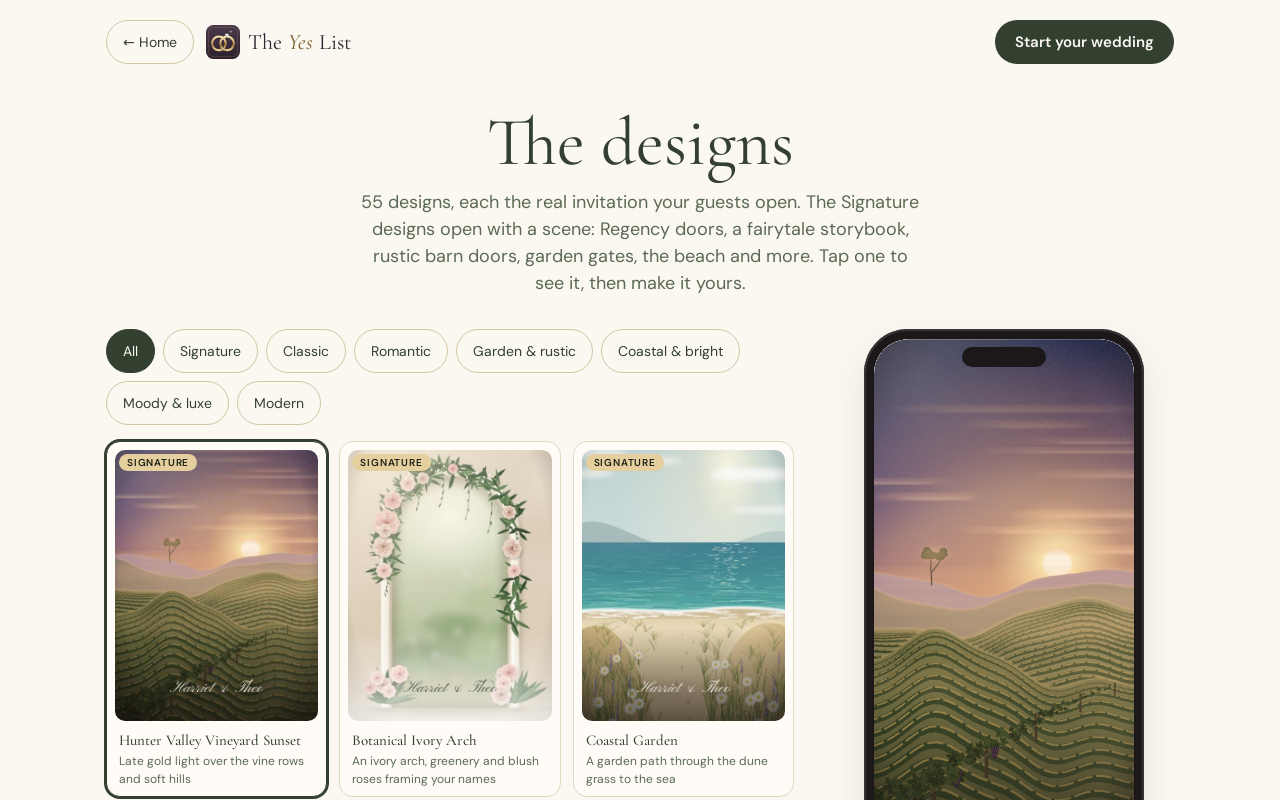 ← Home
The Yes List
Start your wedding
The designs
55 designs, each the real invitation your guests open. The Signature
designs open with a scene: Regency doors, a fairytale storybook,
rustic barn doors, garden gates, the beach and more. Tap one to
see it, then make it yours.
All
Signature
Classic
Romantic
Garden & rustic
Coastal & bright
Moody & luxe
Modern
SIGNATURE
Harriet & Theo
Hunter Valley Vineyard Sunset
Late gold light over the vine rows
and soft hills
SIGNATURE
Harriet & Theo
Botanical Ivory Arch
An ivory arch, greenery and blush
roses framing your names
SIGNATURE
Harriet & Theo
Coastal Garden
A garden path through the dune
grass to the sea